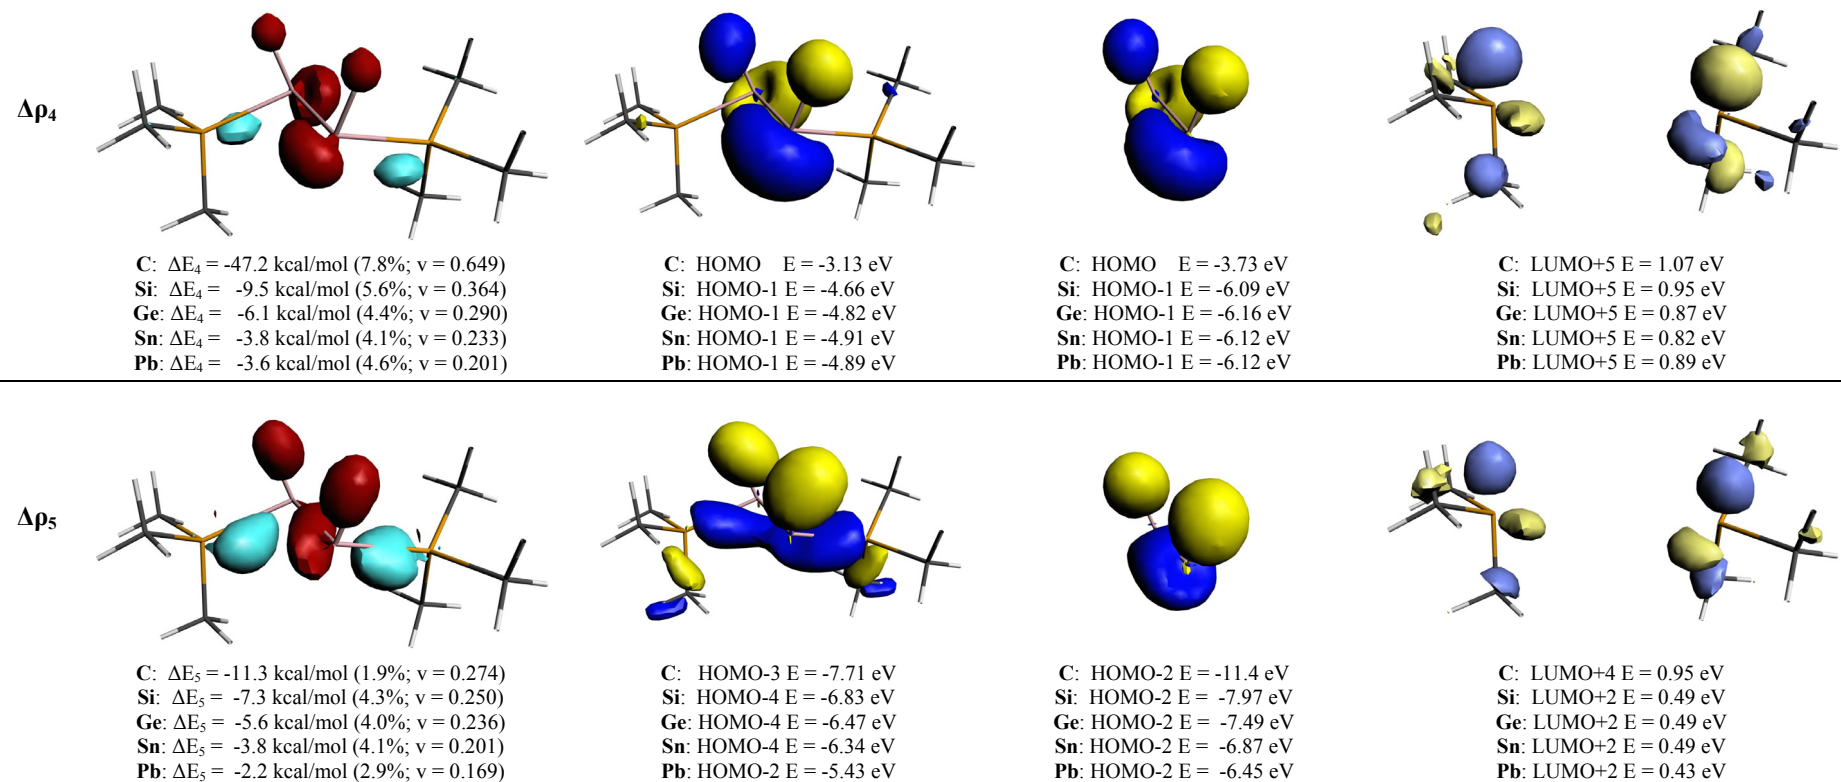 Δρ₄
C: ΔE₄ = -47.2 kcal/mol (7.8%; v = 0.649)
Si: ΔE₄ = -9.5 kcal/mol (5.6%; v = 0.364)
Ge: ΔE₄ = -6.1 kcal/mol (4.4%; v = 0.290)
Sn: ΔE₄ = -3.8 kcal/mol (4.1%; v = 0.233)
Pb: ΔE₄ = -3.6 kcal/mol (4.6%; v = 0.201)
C: HOMO E = -3.13 eV
Si: HOMO-1 E = -4.66 eV
Ge: HOMO-1 E = -4.82 eV
Sn: HOMO-1 E = -4.91 eV
Pb: HOMO-1 E = -4.89 eV
C: HOMO E = -3.73 eV
Si: HOMO-1 E = -6.09 eV
Ge: HOMO-1 E = -6.16 eV
Sn: HOMO-1 E = -6.12 eV
Pb: HOMO-1 E = -6.12 eV
C: LUMO+5 E = 1.07 eV
Si: LUMO+5 E = 0.95 eV
Ge: LUMO+5 E = 0.87 eV
Sn: LUMO+5 E = 0.82 eV
Pb: LUMO+5 E = 0.89 eV
Δρ₅
C: ΔE₅ = -11.3 kcal/mol (1.9%; v = 0.274)
Si: ΔE₅ = -7.3 kcal/mol (4.3%; v = 0.250)
Ge: ΔE₅ = -5.6 kcal/mol (4.0%; v = 0.236)
Sn: ΔE₅ = -3.8 kcal/mol (4.1%; v = 0.201)
Pb: ΔE₅ = -2.2 kcal/mol (2.9%; v = 0.169)
C: HOMO-3 E = -7.71 eV
Si: HOMO-4 E = -6.83 eV
Ge: HOMO-4 E = -6.47 eV
Sn: HOMO-4 E = -6.34 eV
Pb: HOMO-2 E = -5.43 eV
C: HOMO-2 E = -11.4 eV
Si: HOMO-2 E = -7.97 eV
Ge: HOMO-2 E = -7.49 eV
Sn: HOMO-2 E = -6.87 eV
Pb: HOMO-2 E = -6.45 eV
C: LUMO+4 E = 0.95 eV
Si: LUMO+2 E = 0.49 eV
Ge: LUMO+2 E = 0.49 eV
Sn: LUMO+2 E = 0.49 eV
Pb: LUMO+2 E = 0.43 eV